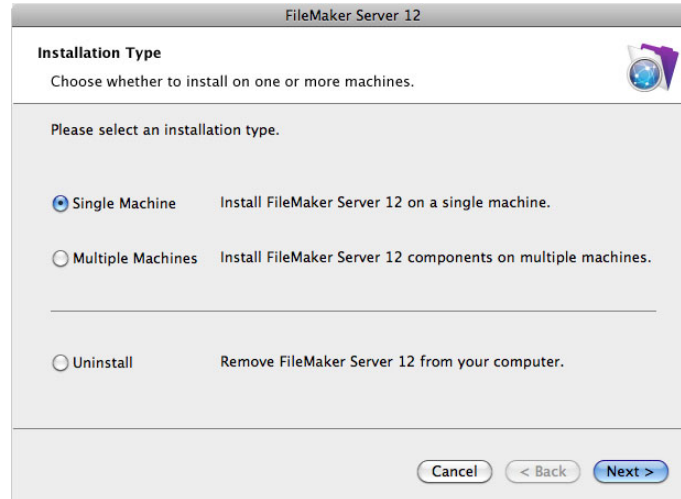 FileMaker Server 12
Installation Type
Choose whether to install on one or more machines.
Please select an installation type.
Single Machine Install FileMaker Server 12 on a single machine.
Multiple Machines Install FileMaker Server 12 components on multiple machines.
Uninstall Remove FileMaker Server 12 from your computer.
Cancel < Back Next >